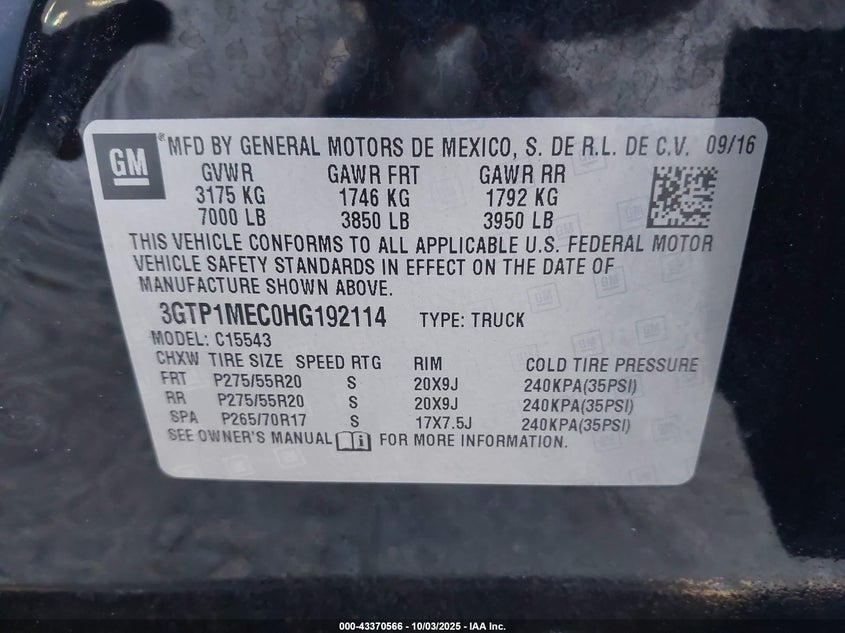 GM
® MFD BY GENERAL MOTORS DE MEXICO, S. DE R.L. DE C.V. 09/16
GVWR GAWR FRT GAWR RR
3175 KG 1746 KG 1792 KG
7000 LB 3850 LB 3950 LB
THIS VEHICLE CONFORMS TO ALL APPLICABLE U.S. FEDERAL MOTOR
VEHICLE SAFETY STANDARDS IN EFFECT ON THE DATE OF
MANUFACTURE SHOWN ABOVE.
3GTP1MEC0HG192114 TYPE: TRUCK
MODEL: C15543
CHXW TIRE SIZE SPEED RTG RIM COLD TIRE PRESSURE
FRT P275/55R20 S 20X9J 240KPA(35PSI)
RR P275/55R20 S 20X9J 240KPA(35PSI)
SPA P265/70R17 S 17X7.5J 240KPA(35PSI)
SEE OWNER'S MANUAL i FOR MORE INFORMATION.
000-43370566 - 10/03/2025 - IAA Inc.